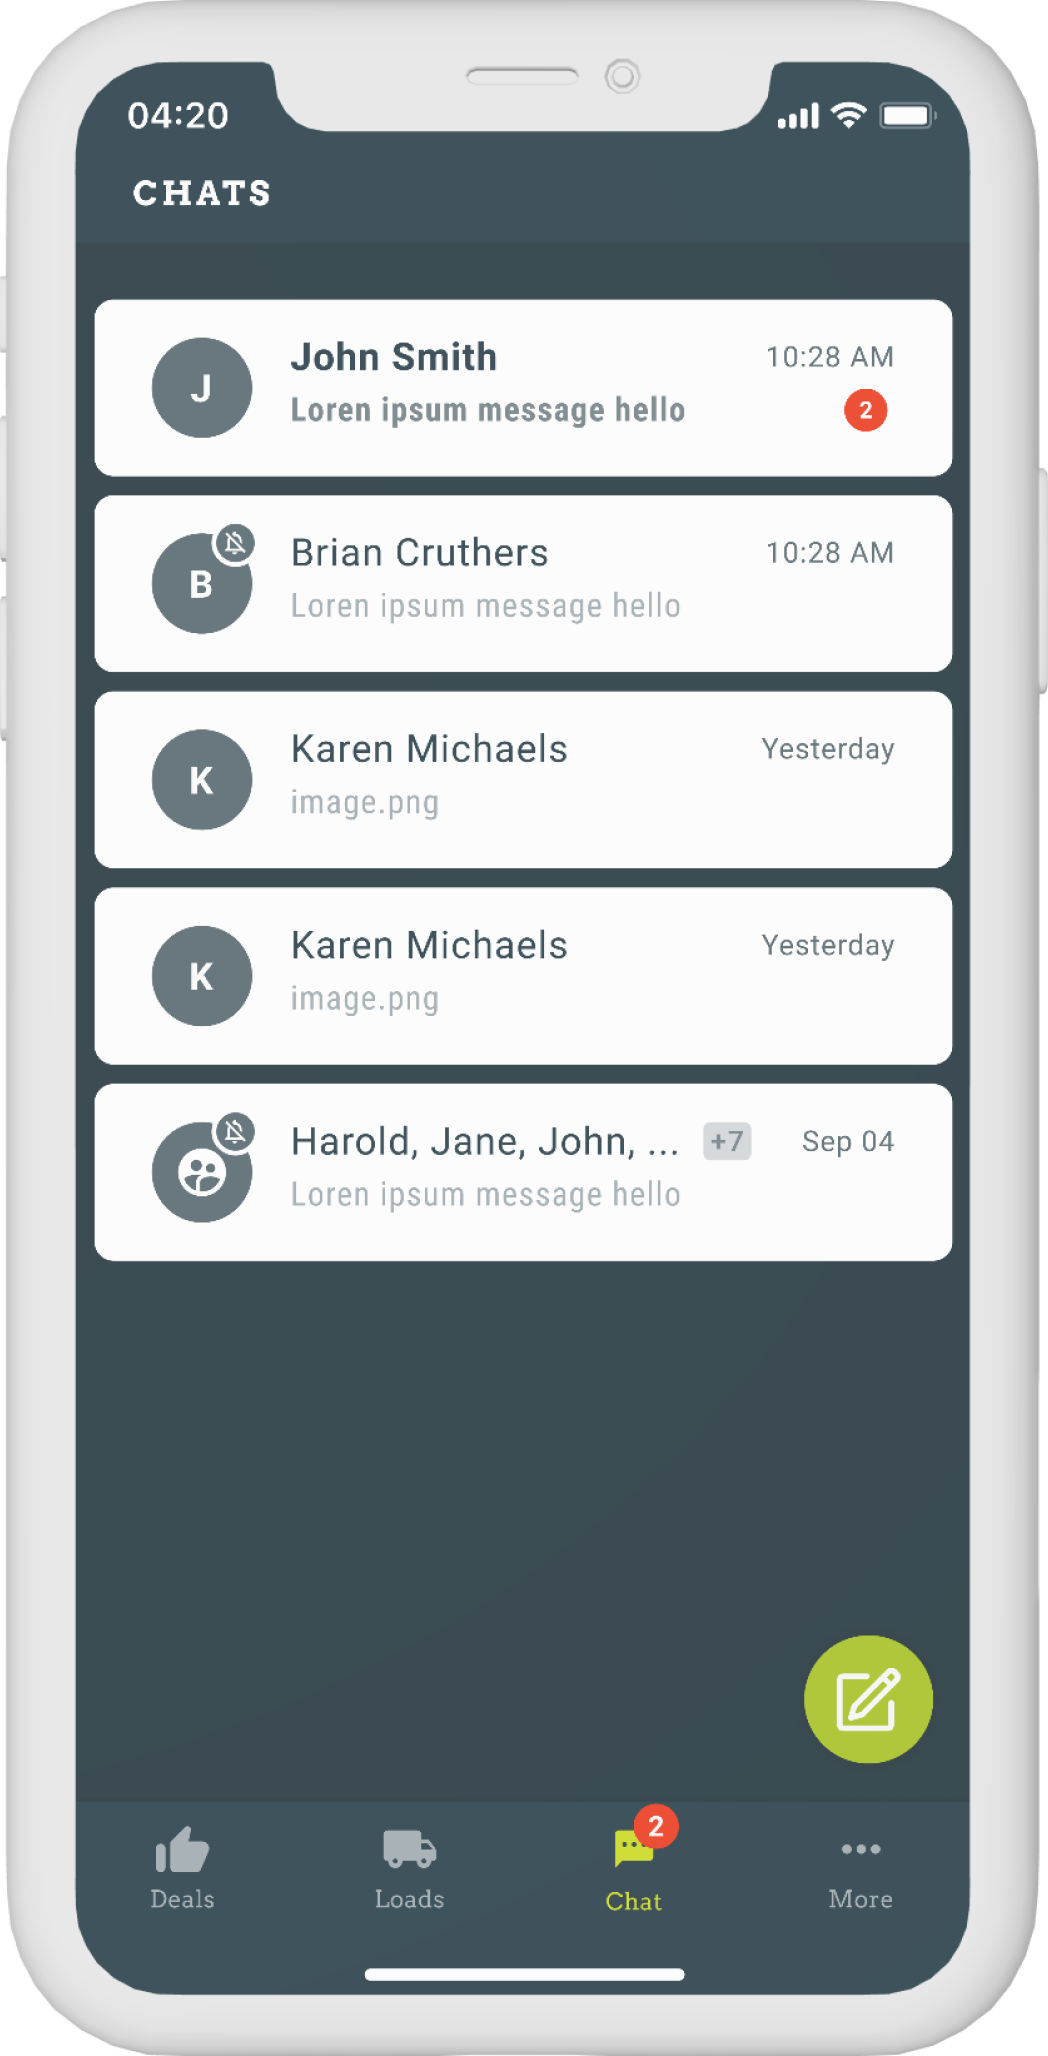 04:20
CHATS
J
John Smith
10:28 AM
Loren ipsum message hello
2
B
Brian Cruthers
10:28 AM
Loren ipsum message hello
K
Karen Michaels
Yesterday
image.png
K
Karen Michaels
Yesterday
image.png
Harold, Jane, John, ...
+7
Sep 04
Loren ipsum message hello
2
Deals
Loads
Chat
More